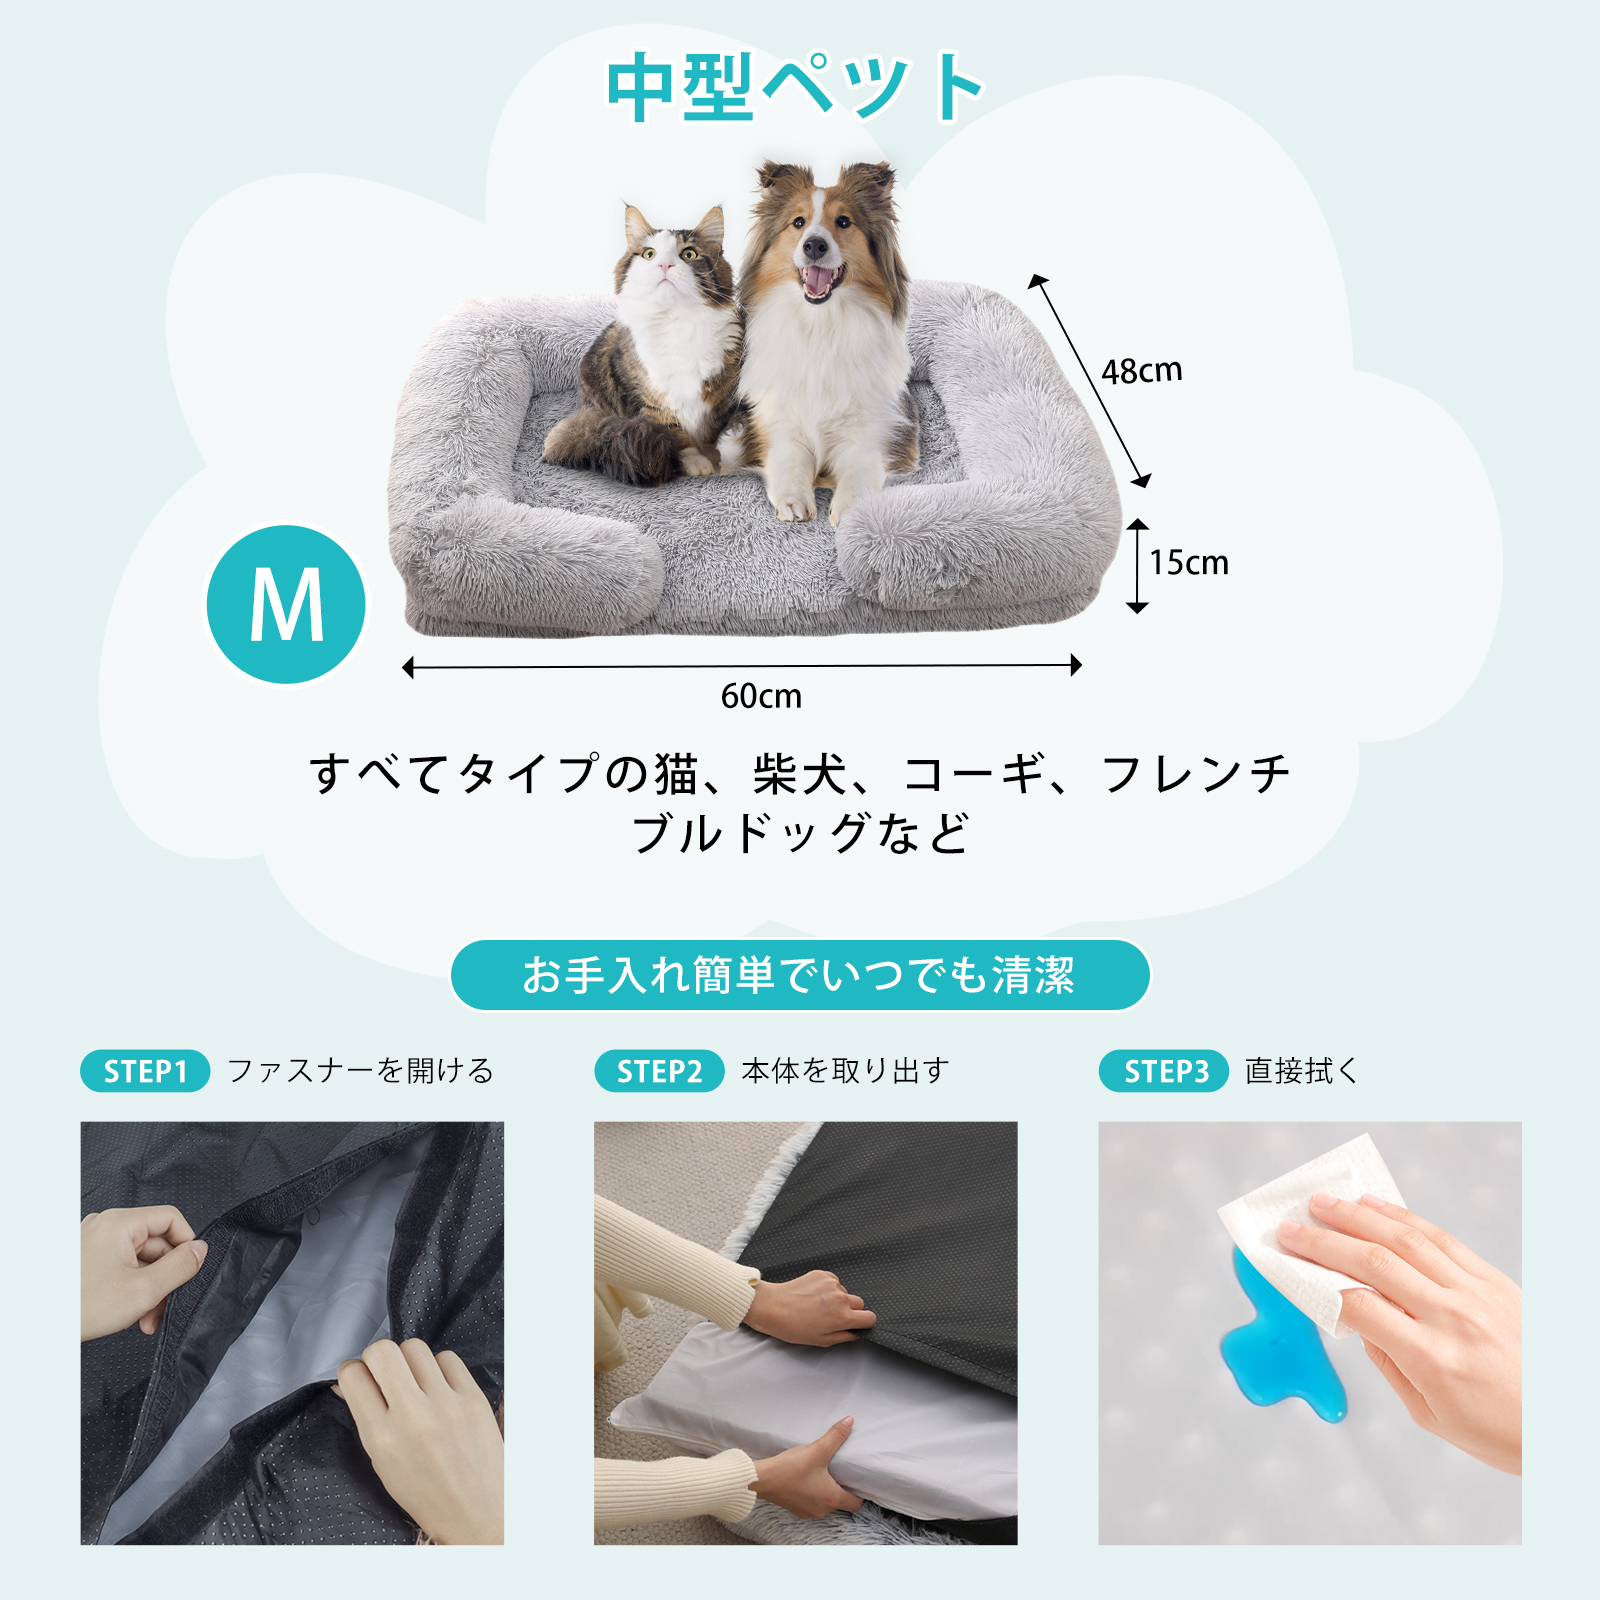 中型ペツト
48cm
15cm
M
60cm
すべてタイプの猫、柴犬、コーギ、フレンチ
ブルドッグなど
お手入れ簡単でいつでも清潔
STEP1 ファスナーを開ける
STEP2 本体を取り出す
STEP3 直接拭く